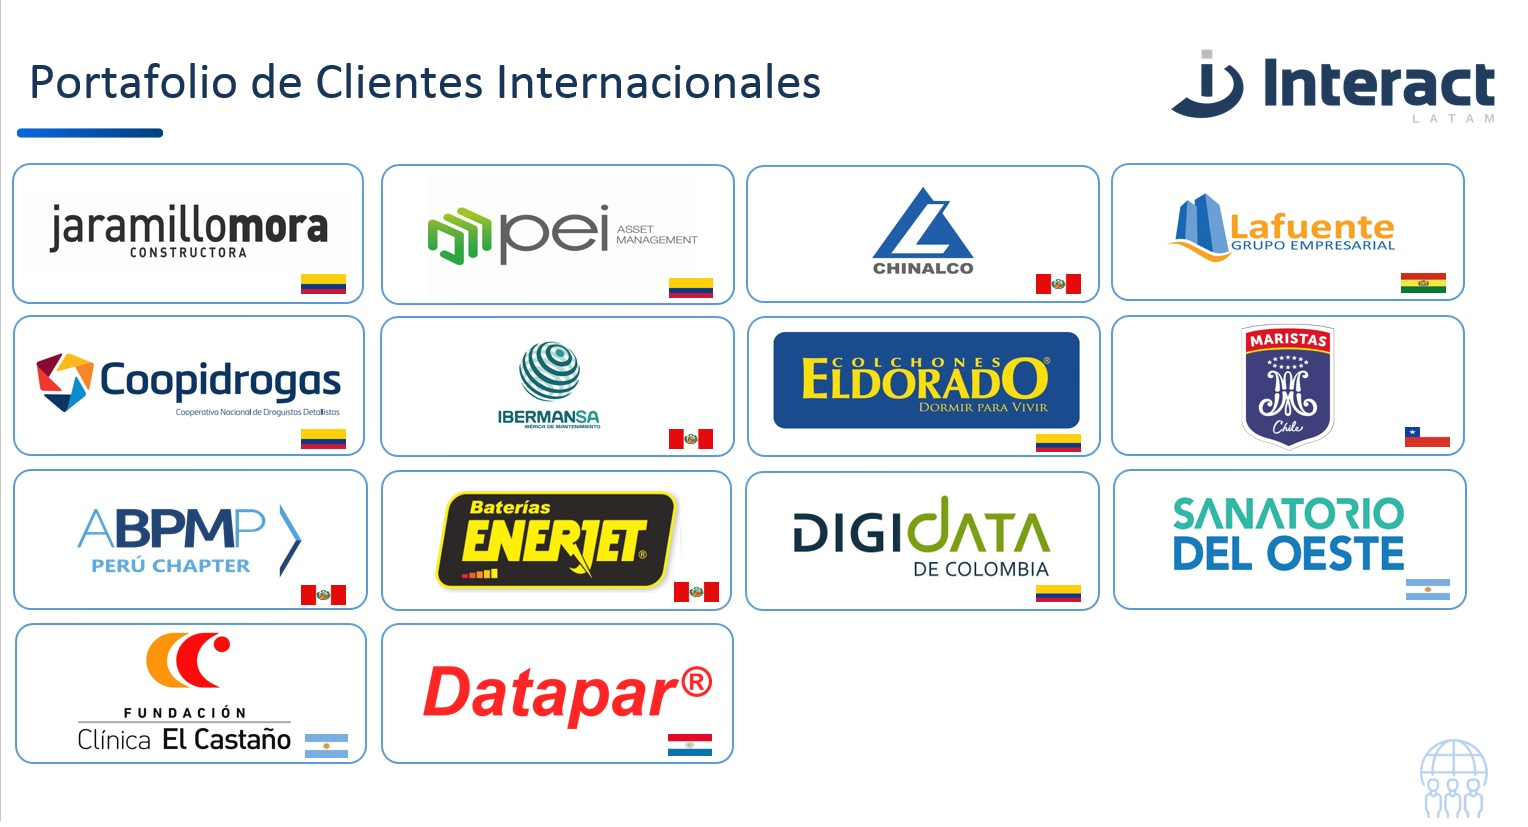 Portafolio de Clientes Internacionales
Interact
LATAM
jaramillomora
CONSTRUCTORA
pei ASSET
MANAGEMENT
CHINALCO
Lafuente
GRUPO EMPRESARIAL
Coopidrogas
Cooperativa Nacional de Droguistas Detallistas
IBERMANSA
IBÉRICA DE MANTENIMIENTO
COLCHONES
ELDORADO®
DORMIR PARA VIVIR
MARISTAS
Chile
ABPMP
PERÚ CHAPTER
Baterías
ENERJET®
DIGIDATA
DE COLOMBIA
SANATORIO
DEL OESTE
FUNDACIÓN
Clínica El Castaño
Datapar®